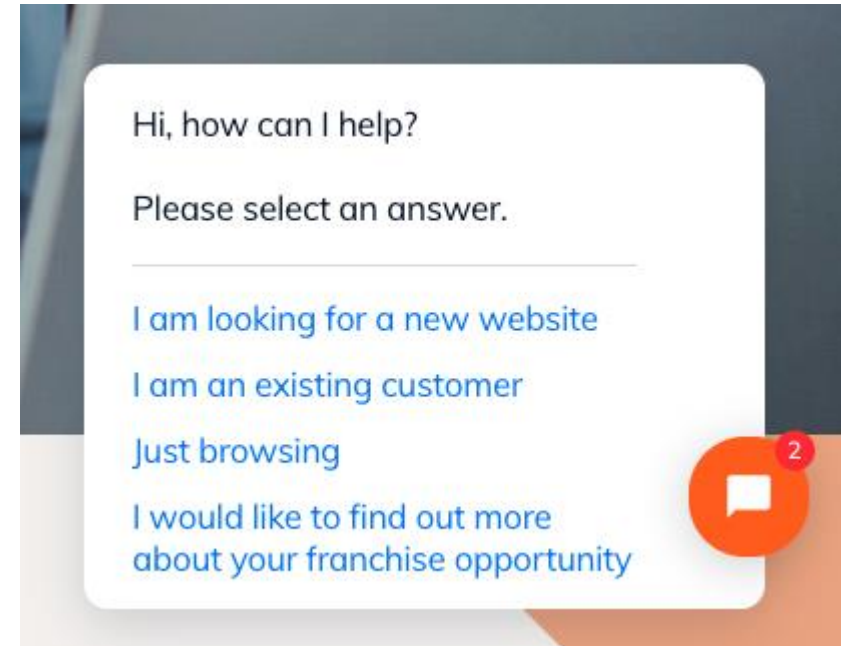 Hi, how can I help?
Please select an answer.
I am looking for a new website
I am an existing customer
Just browsing
I would like to find out more
about your franchise opportunity
2